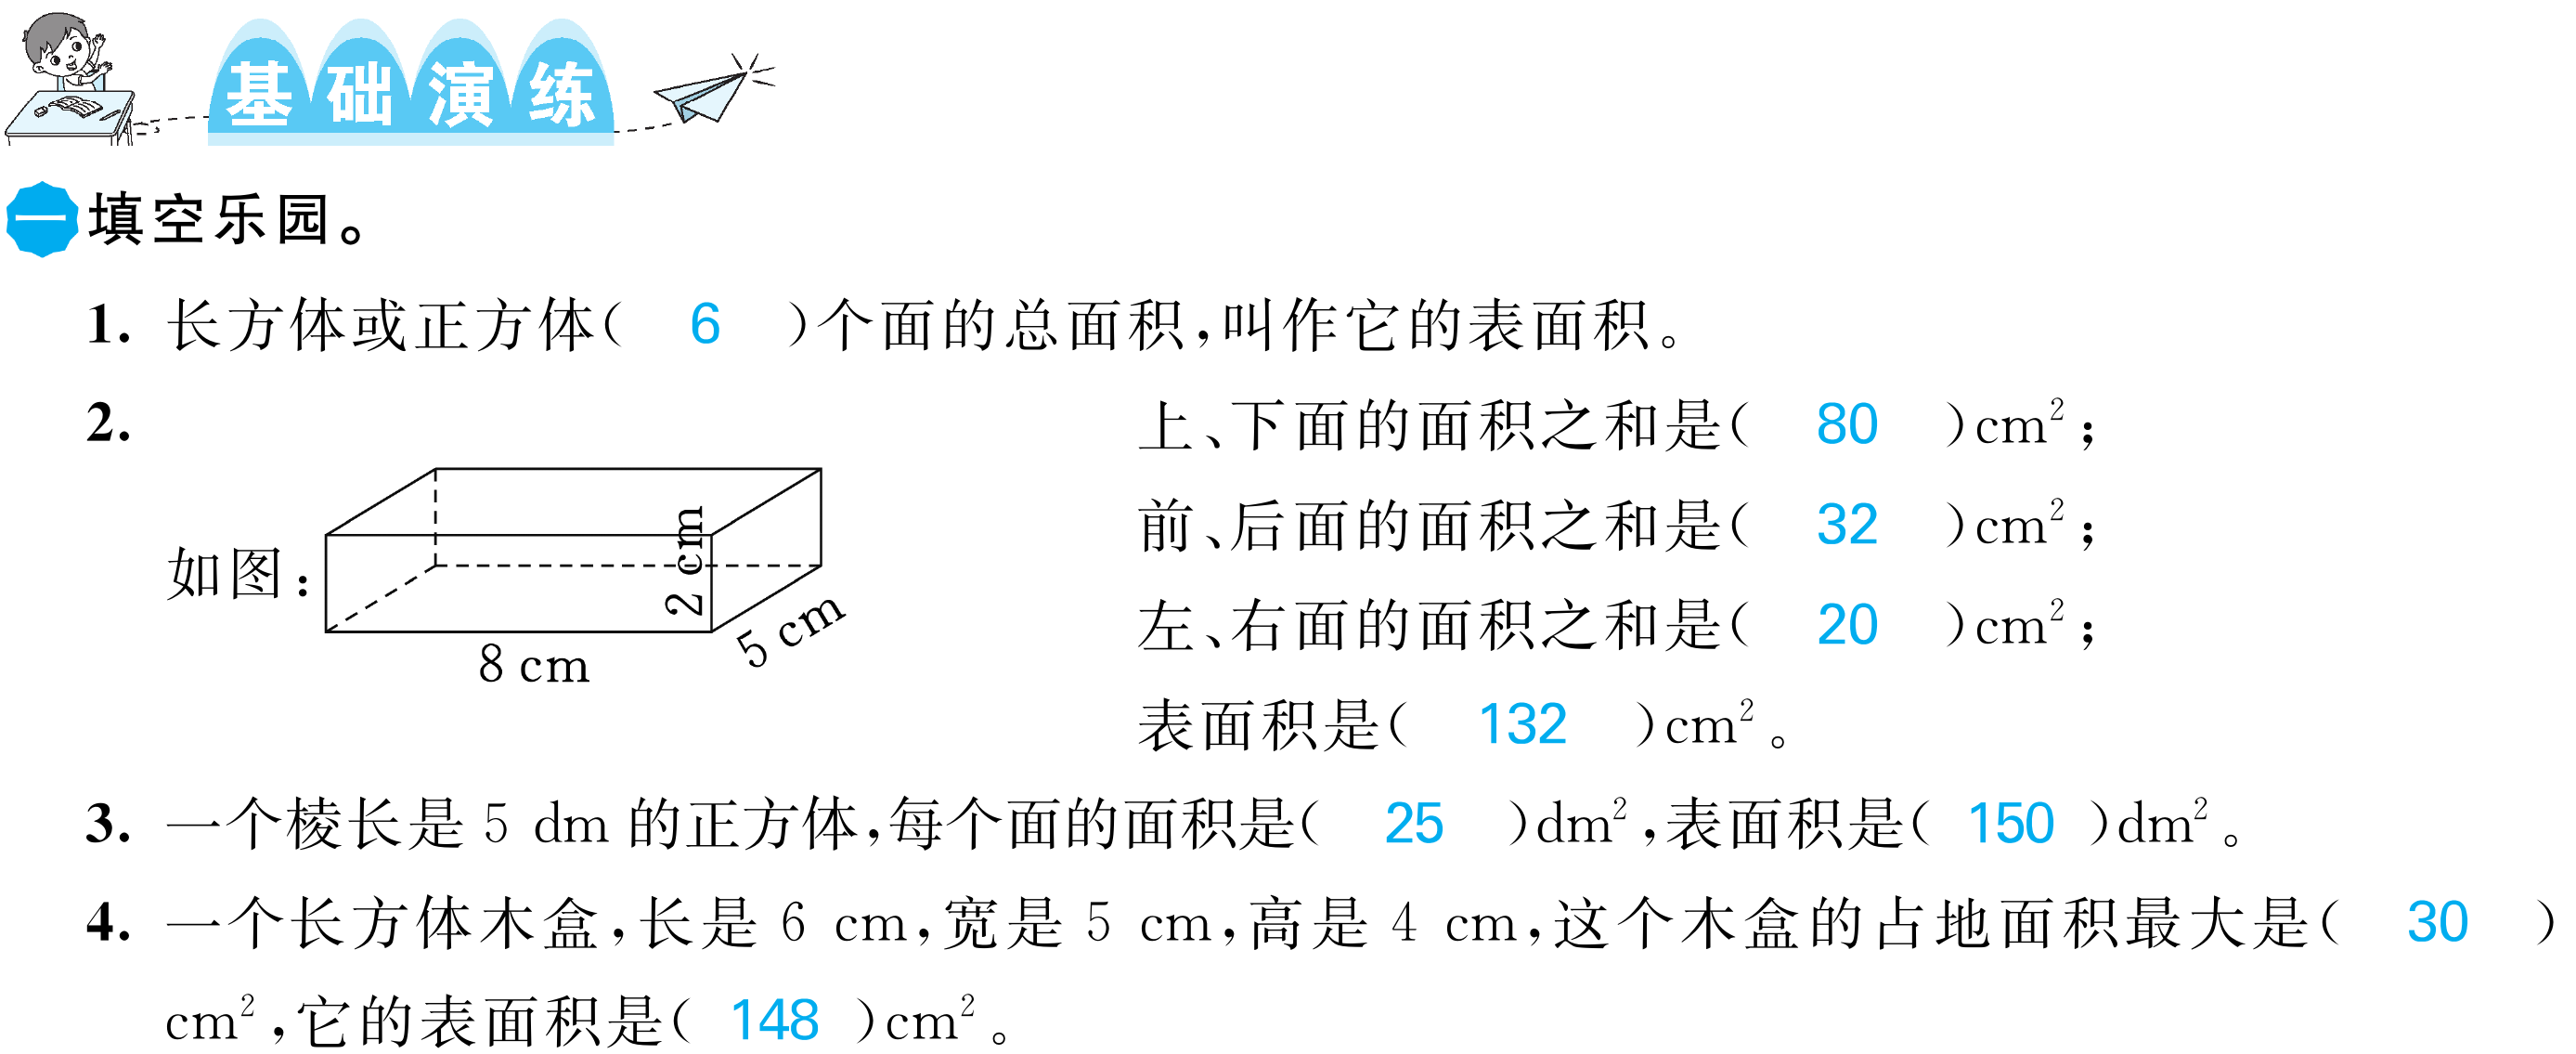 基础演练
一 填空乐园。
1. 长方体或正方体( 6 )个面的总面积,叫作它的表面积。
2.
如图:
2 cm
5 cm
8 cm
上、下面的面积之和是( 80 )cm²;
前、后面的面积之和是( 32 )cm²;
左、右面的面积之和是( 20 )cm²;
表面积是( 132 )cm²。
3. 一个棱长是 5 dm 的正方体,每个面的面积是( 25 )dm²,表面积是( 150 )dm²。
4. 一个长方体木盒,长是 6 cm,宽是 5 cm,高是 4 cm,这个木盒的占地面积最大是( 30 )
cm²,它的表面积是( 148 )cm²。